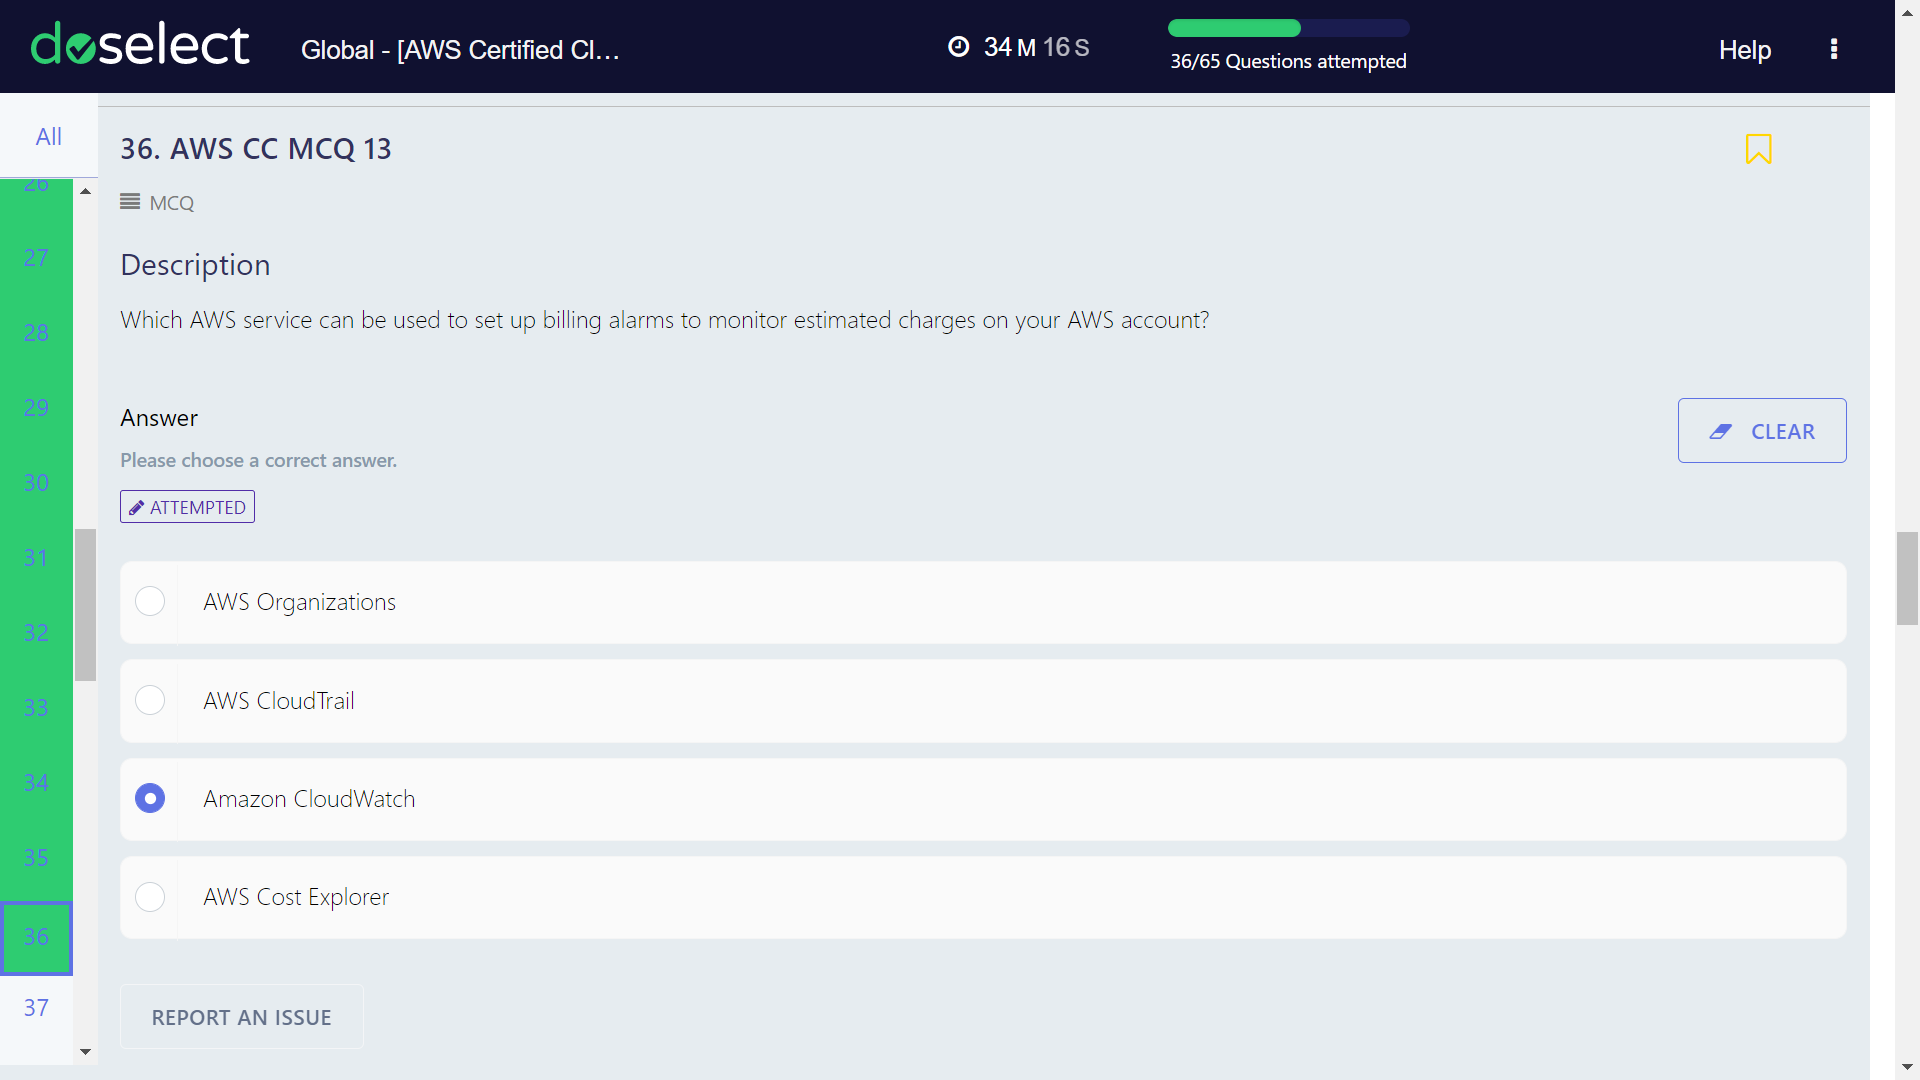 doselect
Global - [AWS Certified Cl...
34 M 16 S
36/65 Questions attempted
Help
All
26
27
28
29
30
31
32
33
34
35
36
37
36. AWS CC MCQ 13
MCQ
Description
Which AWS service can be used to set up billing alarms to monitor estimated charges on your AWS account?
Answer
CLEAR
Please choose a correct answer.
ATTEMPTED
AWS Organizations
AWS CloudTrail
Amazon CloudWatch
AWS Cost Explorer
REPORT AN ISSUE